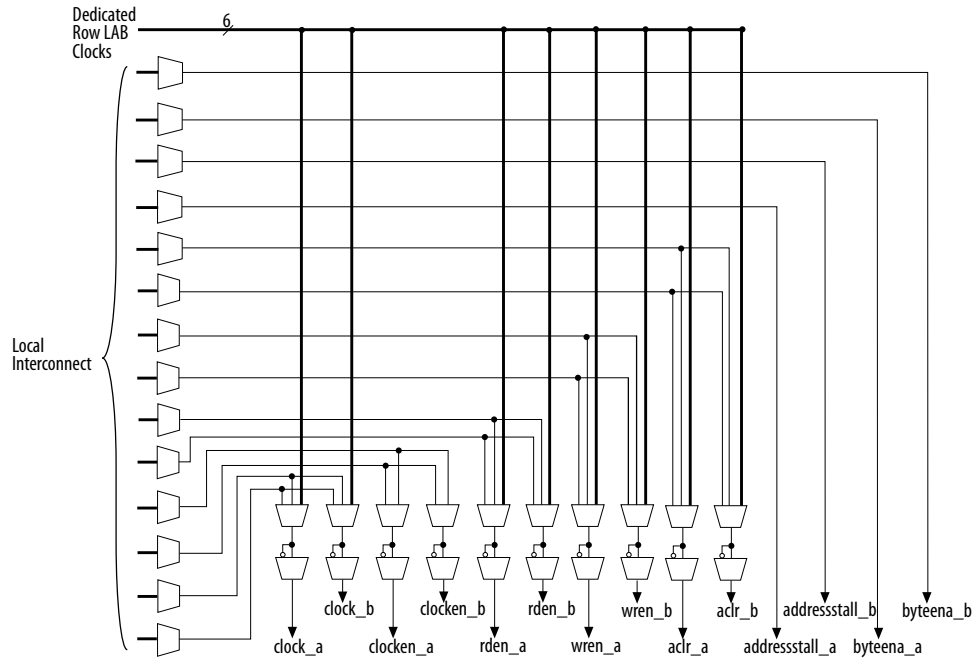 Dedicated
Row LAB
Clocks
6
Local
Interconnect
clock_b
clocken_b
rden_b
wren_b
aclr_b
addressstall_b
byteena_b
clock_a
clocken_a
rden_a
wren_a
aclr_a
addressstall_a
byteena_a